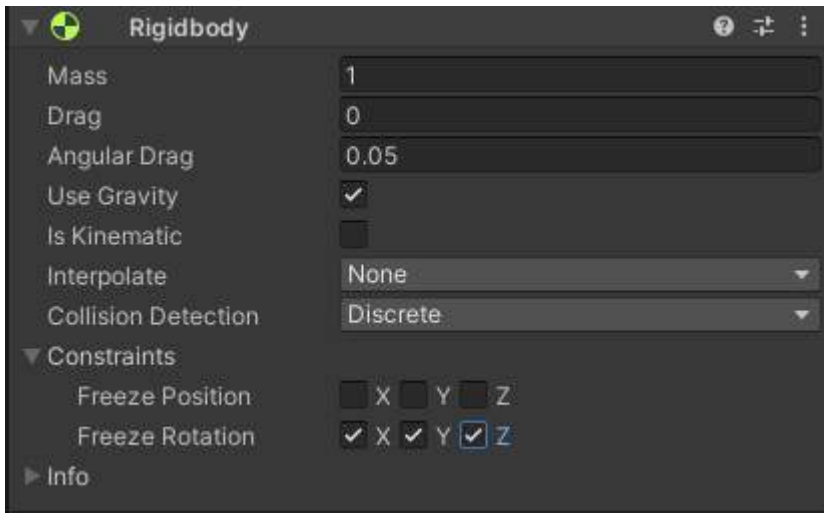 Rigidbody
Mass 1
Drag 0
Angular Drag 0.05
Use Gravity
Is Kinematic
Interpolate None
Collision Detection Discrete
Constraints
Freeze Position X Y Z
Freeze Rotation X Y Z
Info